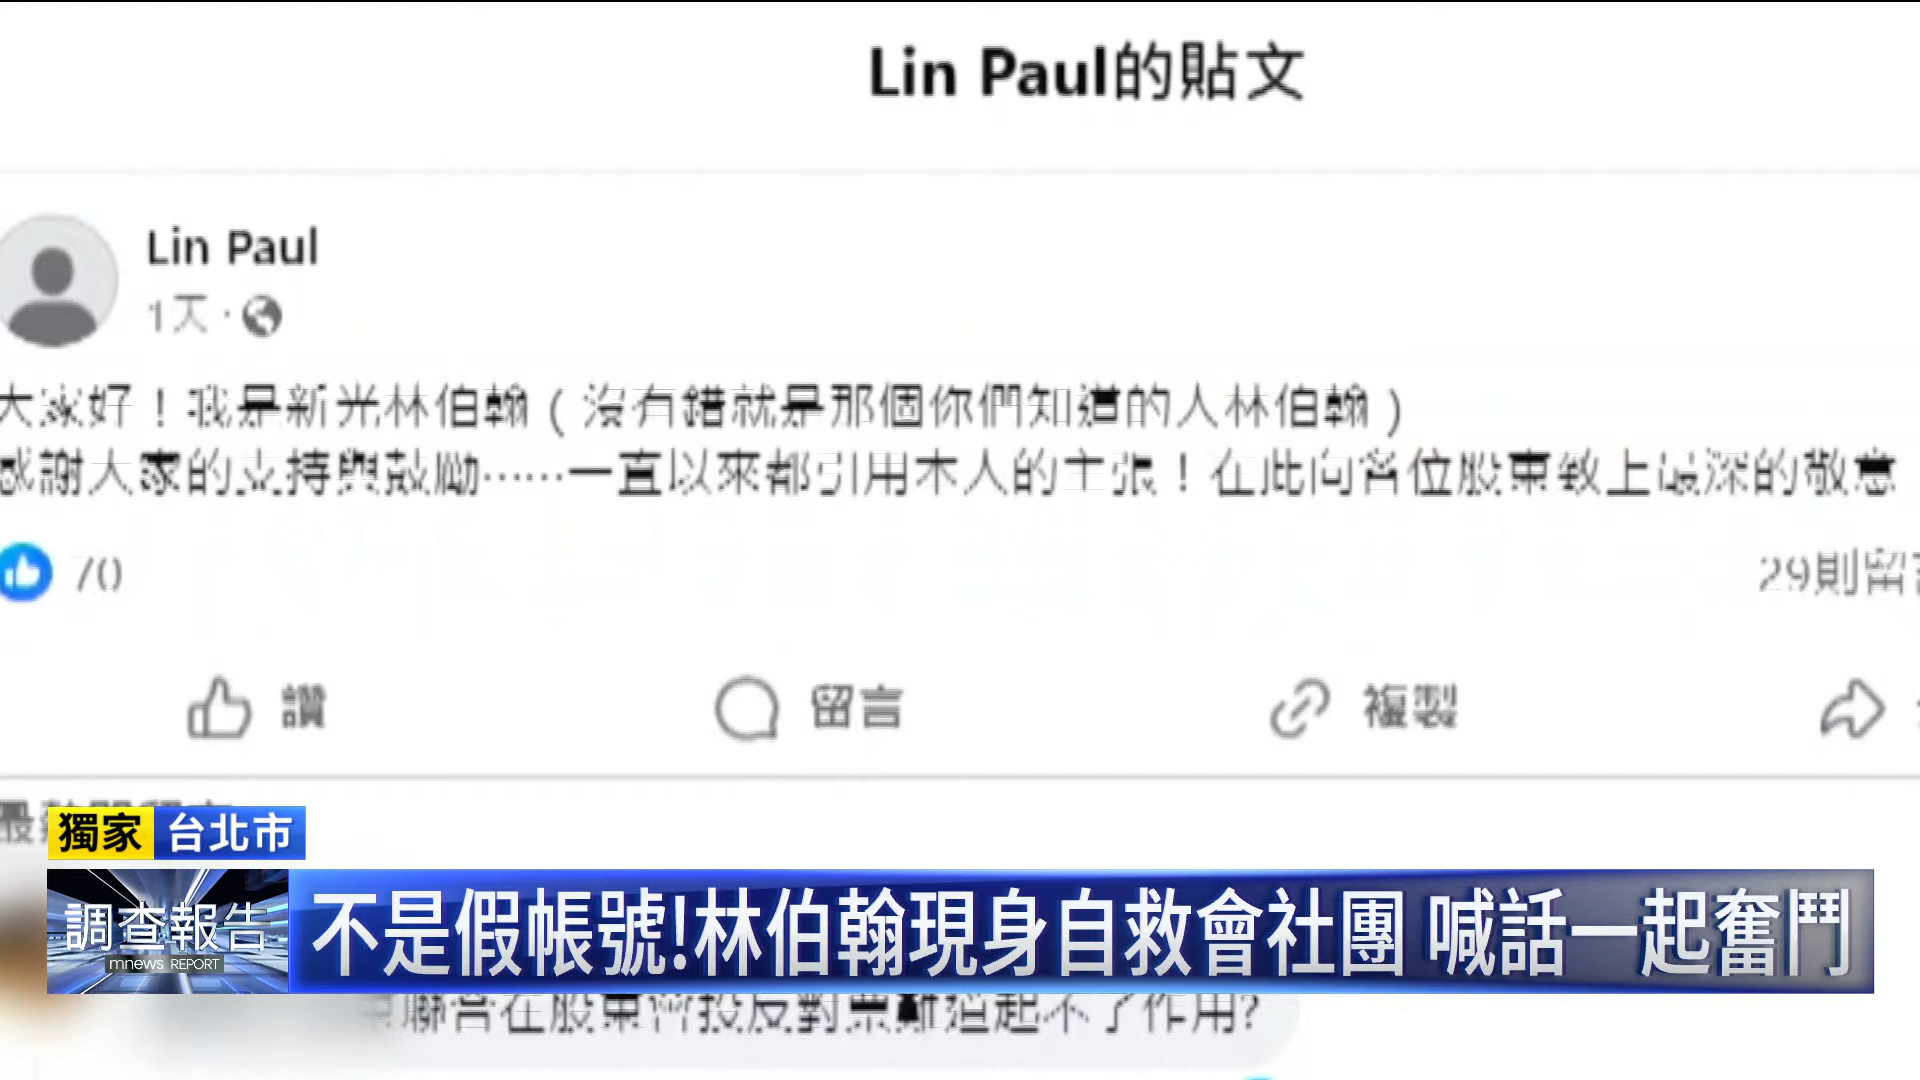 Lin Paul的貼文
Lin Paul
1天
大家好！我是新光林伯翰（沒有錯就是那個你們知道的人林伯翰）
感謝大家的支持與鼓勵⋯⋯一直以來都引用本人的主張！在此向各位股東致上最深的敬意
70
29則留言
讚
留言
複製
獨家 台北市
調查報告
mnews REPORT
不是假帳號!林伯翰現身自救會社團 喊話一起奮鬥
聯合在股東會投反對票難道起不了作用?